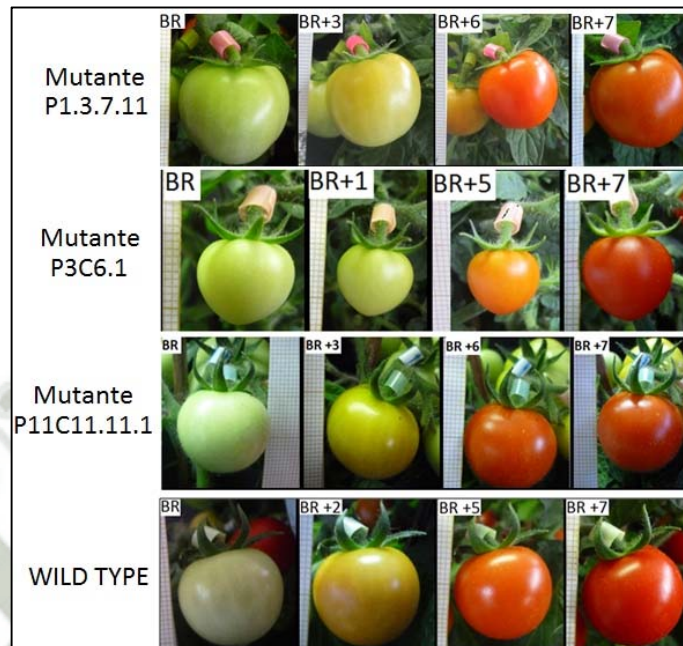 BR BR+3 BR+6 BR+7
Mutante
P1.3.7.11
BR BR+1 BR+5 BR+7
Mutante
P3C6.1
BR BR +3 BR +6 BR +7
Mutante
P11C11.11.1
BR BR +2 BR +5 BR +7
WILD TYPE